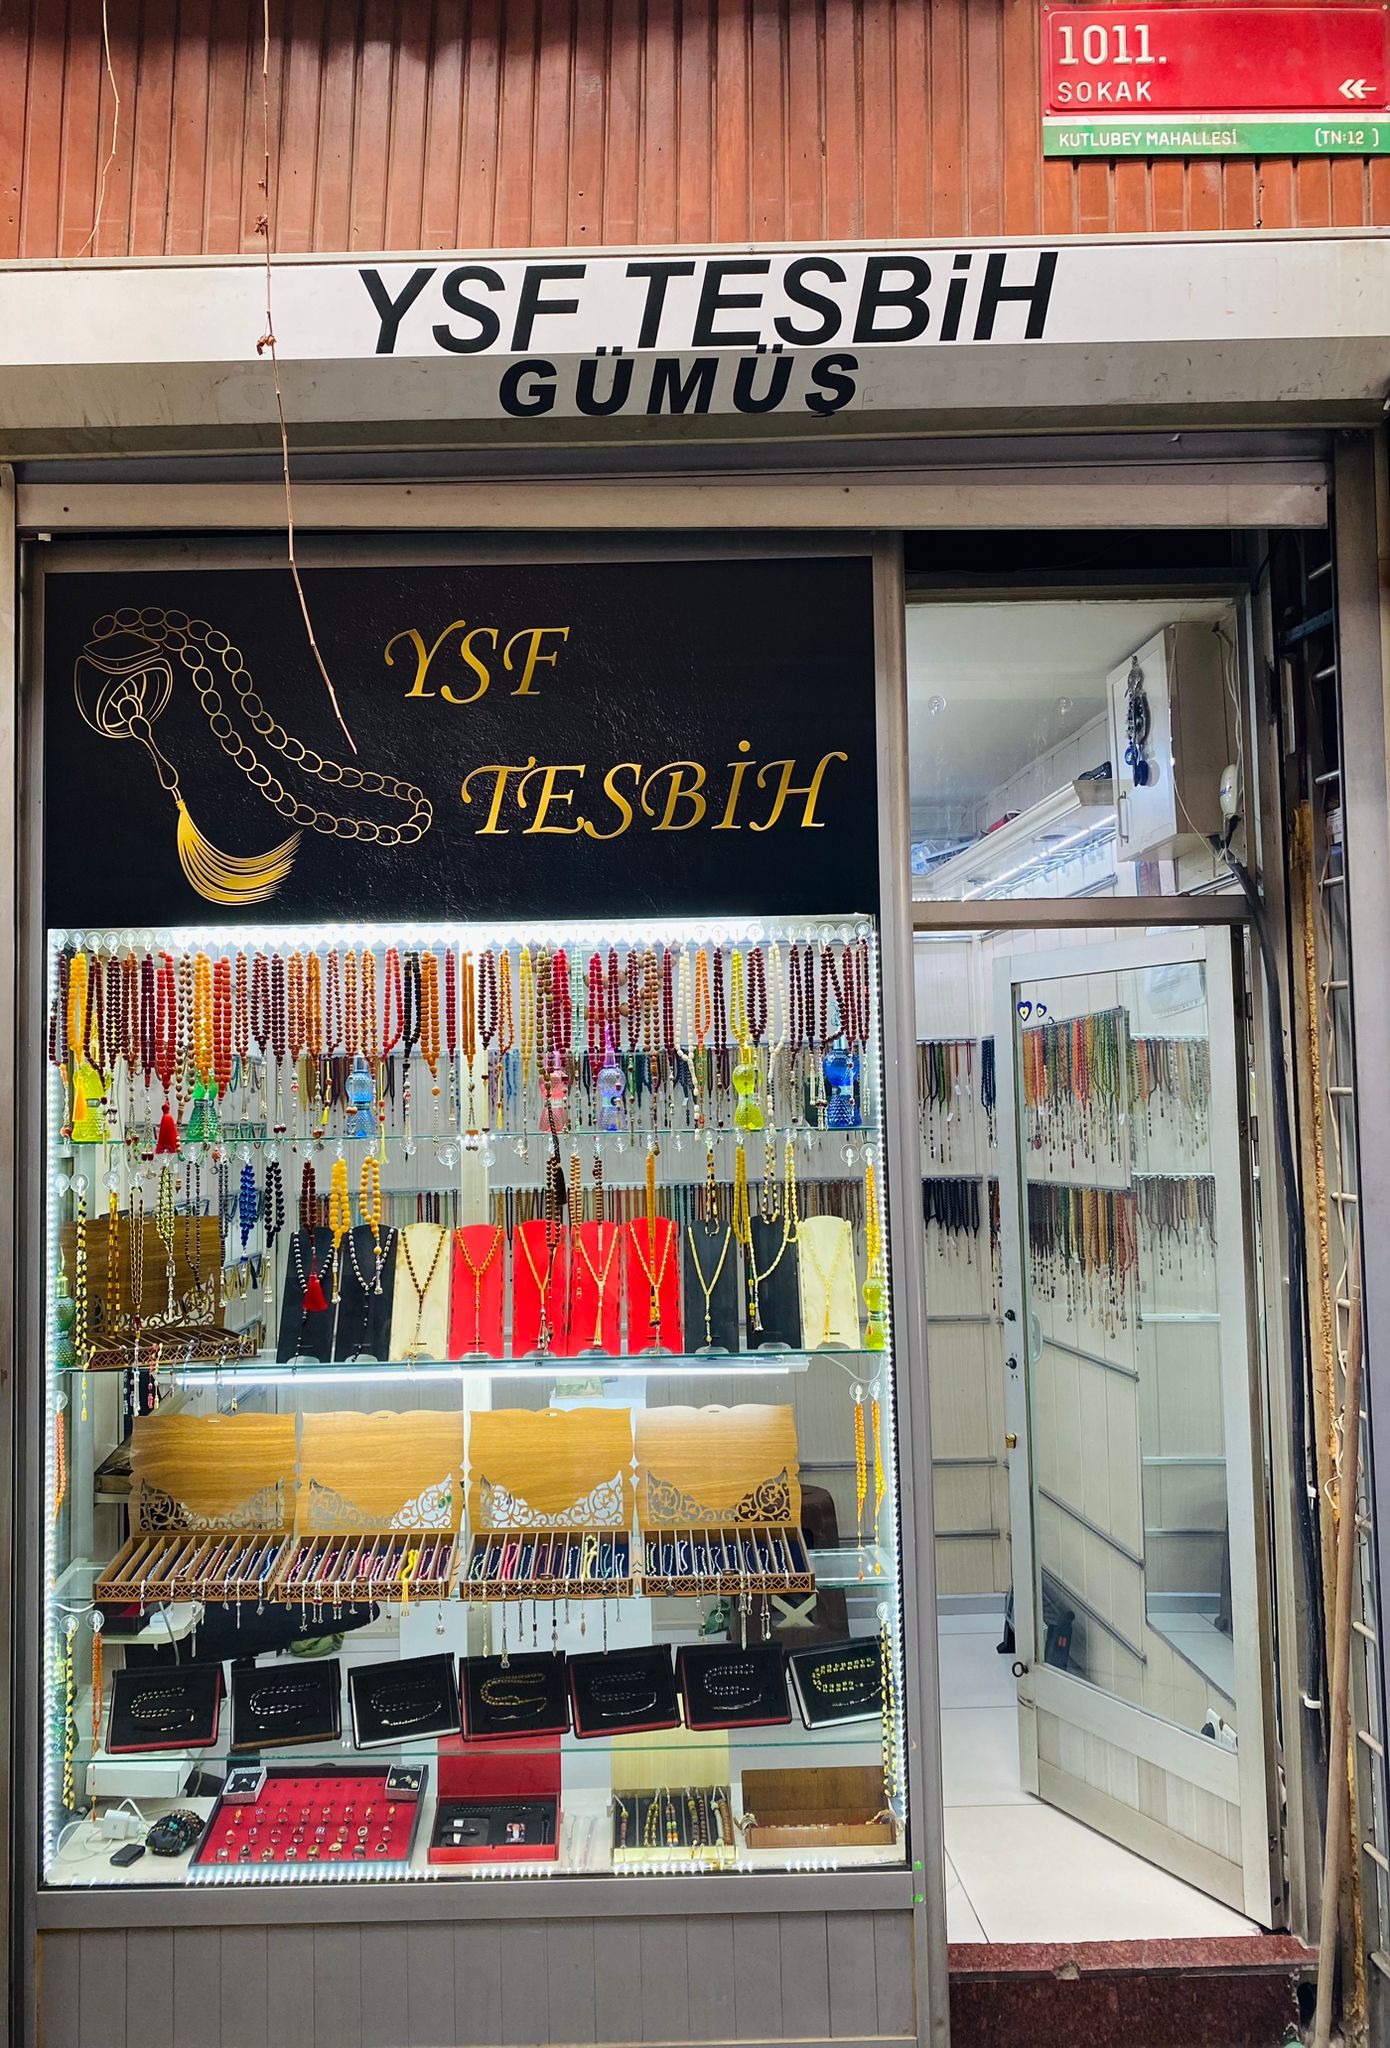 1011.
SOKAK
KUTLUBEY MAHALLESİ (TN:12 )
YSF TESBiH
GÜMÜŞ
YSF
TESBİH